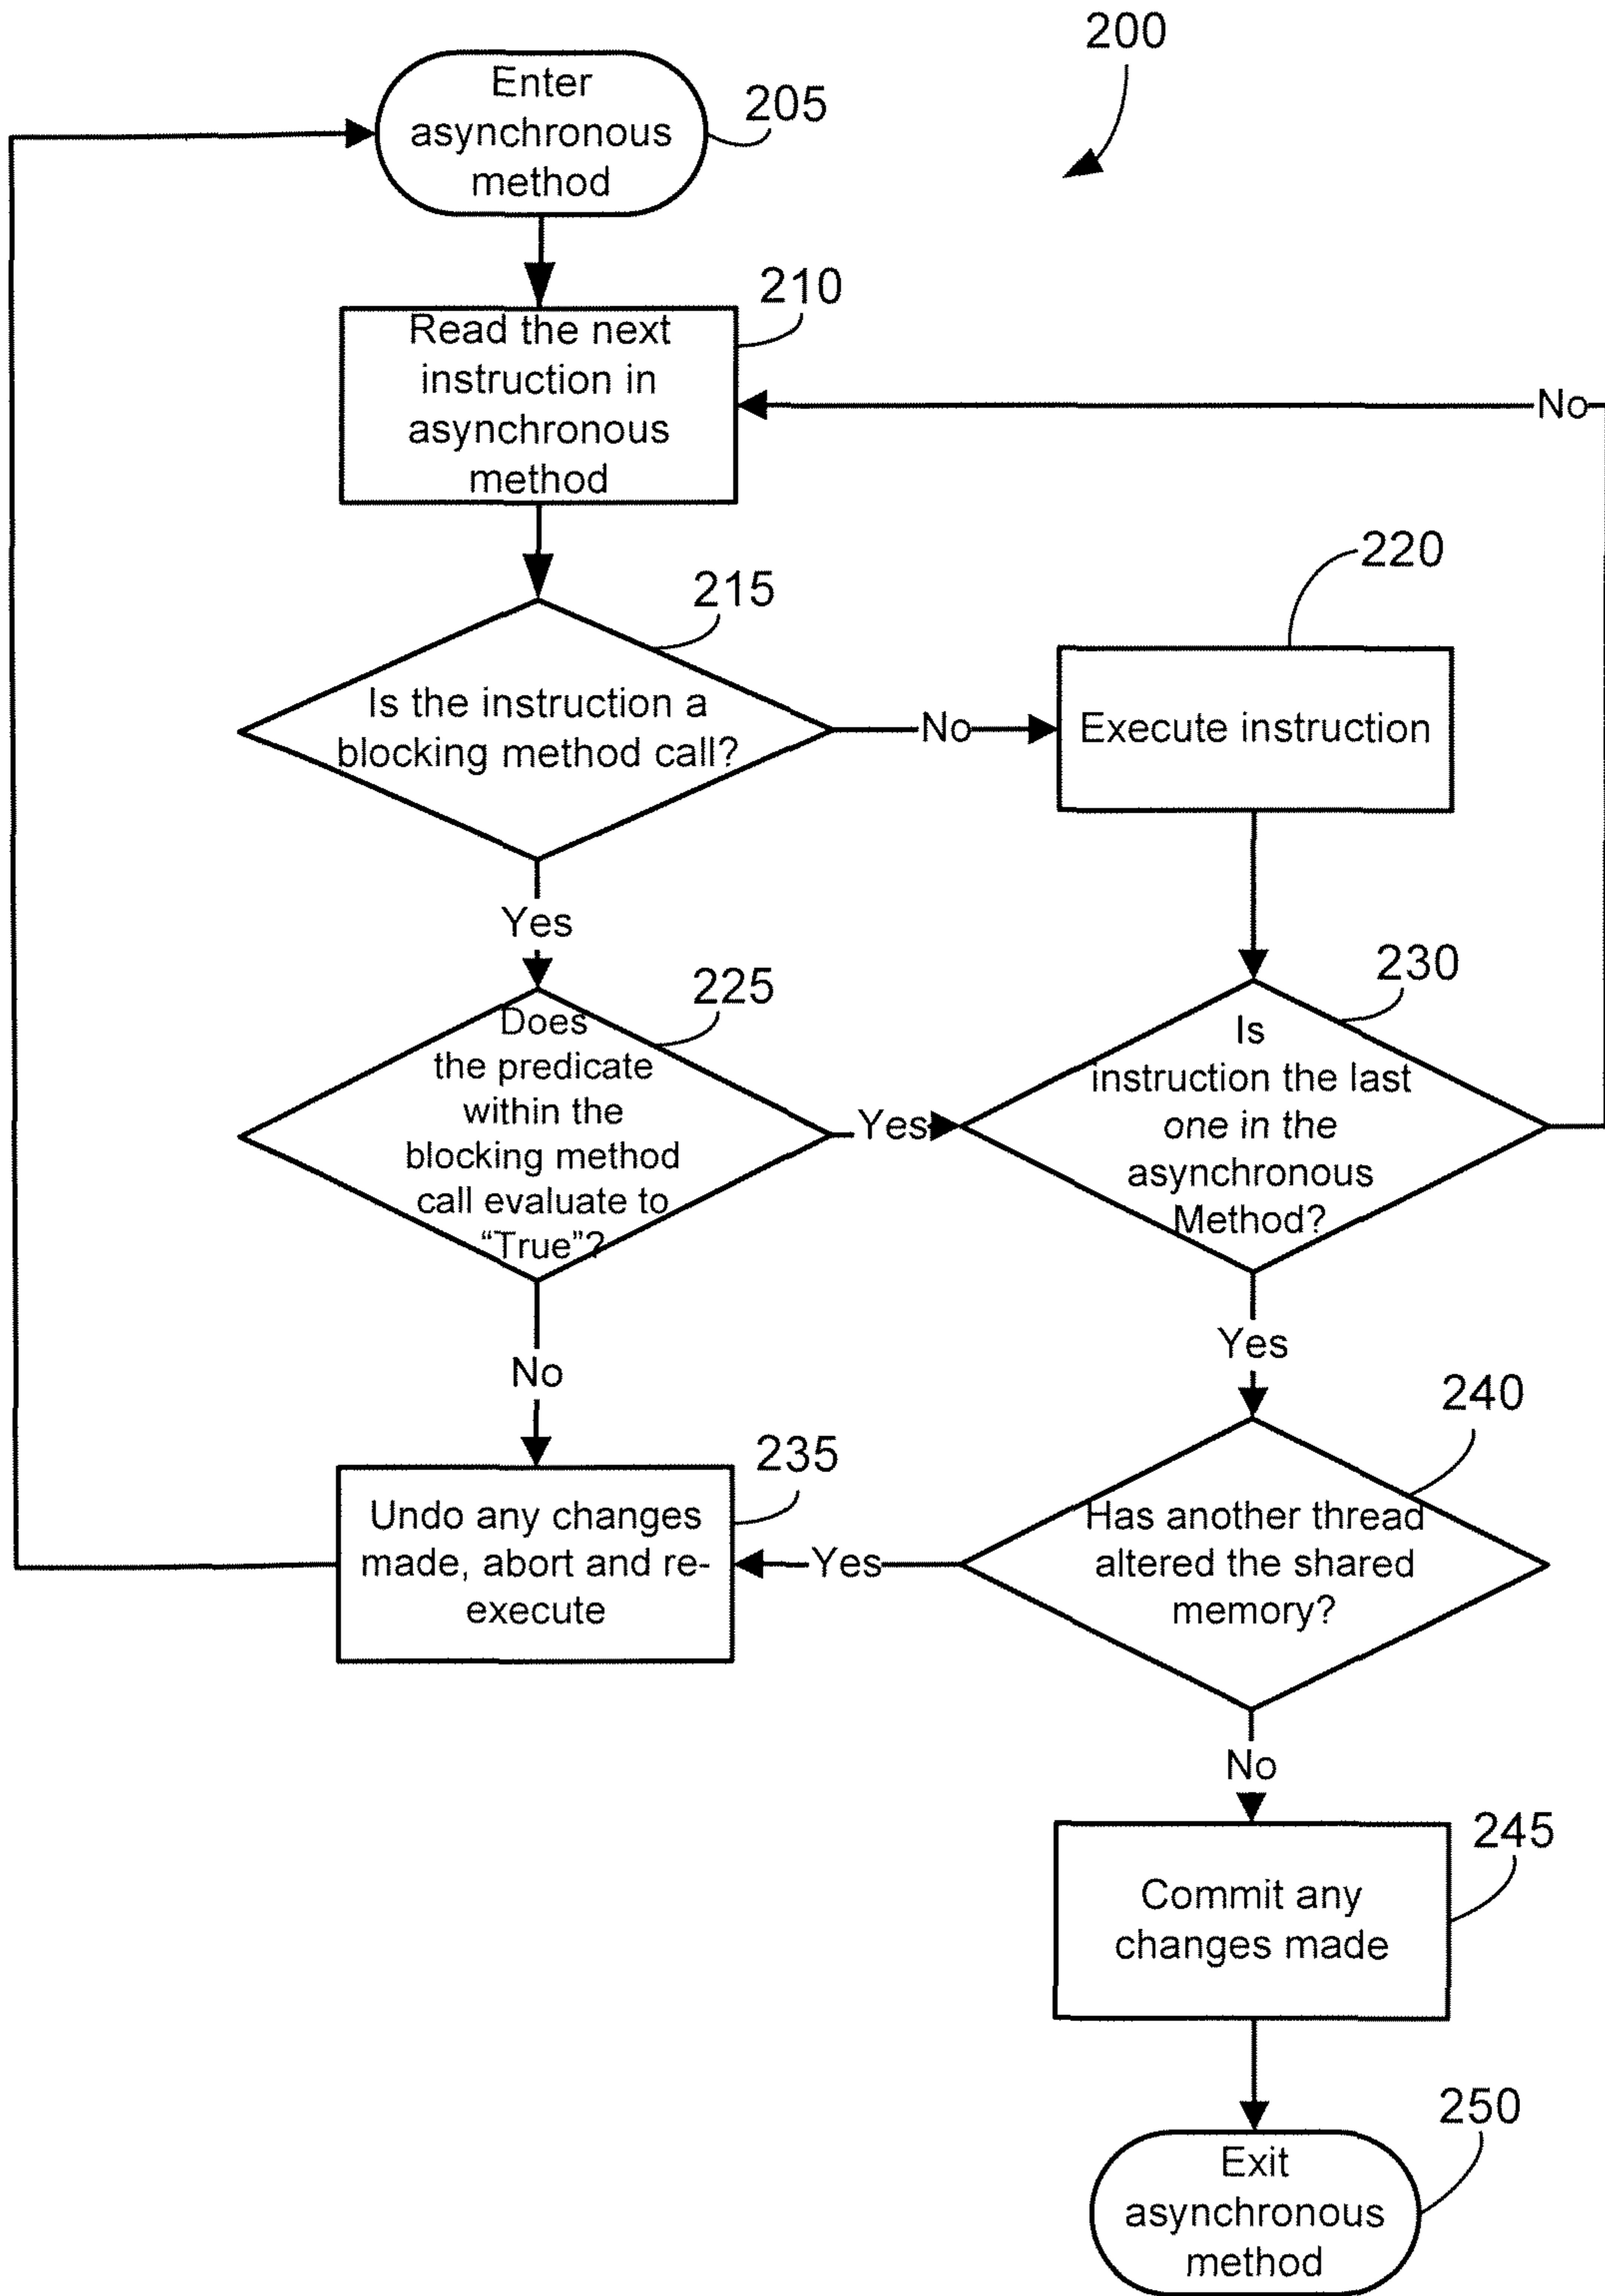 200
Enter
asynchronous
method
205
210
Read the next
instruction in
asynchronous
method
No
215
220
Is the instruction a
blocking method call?
No
Execute instruction
Yes
225
230
Does
the predicate
within the
blocking method
call evaluate to
“True”?
Yes
Is
instruction the last
one in the
asynchronous
Method?
No
Yes
235
240
Undo any changes
made, abort and re-
execute
Yes
Has another thread
altered the shared
memory?
No
245
Commit any
changes made
250
Exit
asynchronous
method